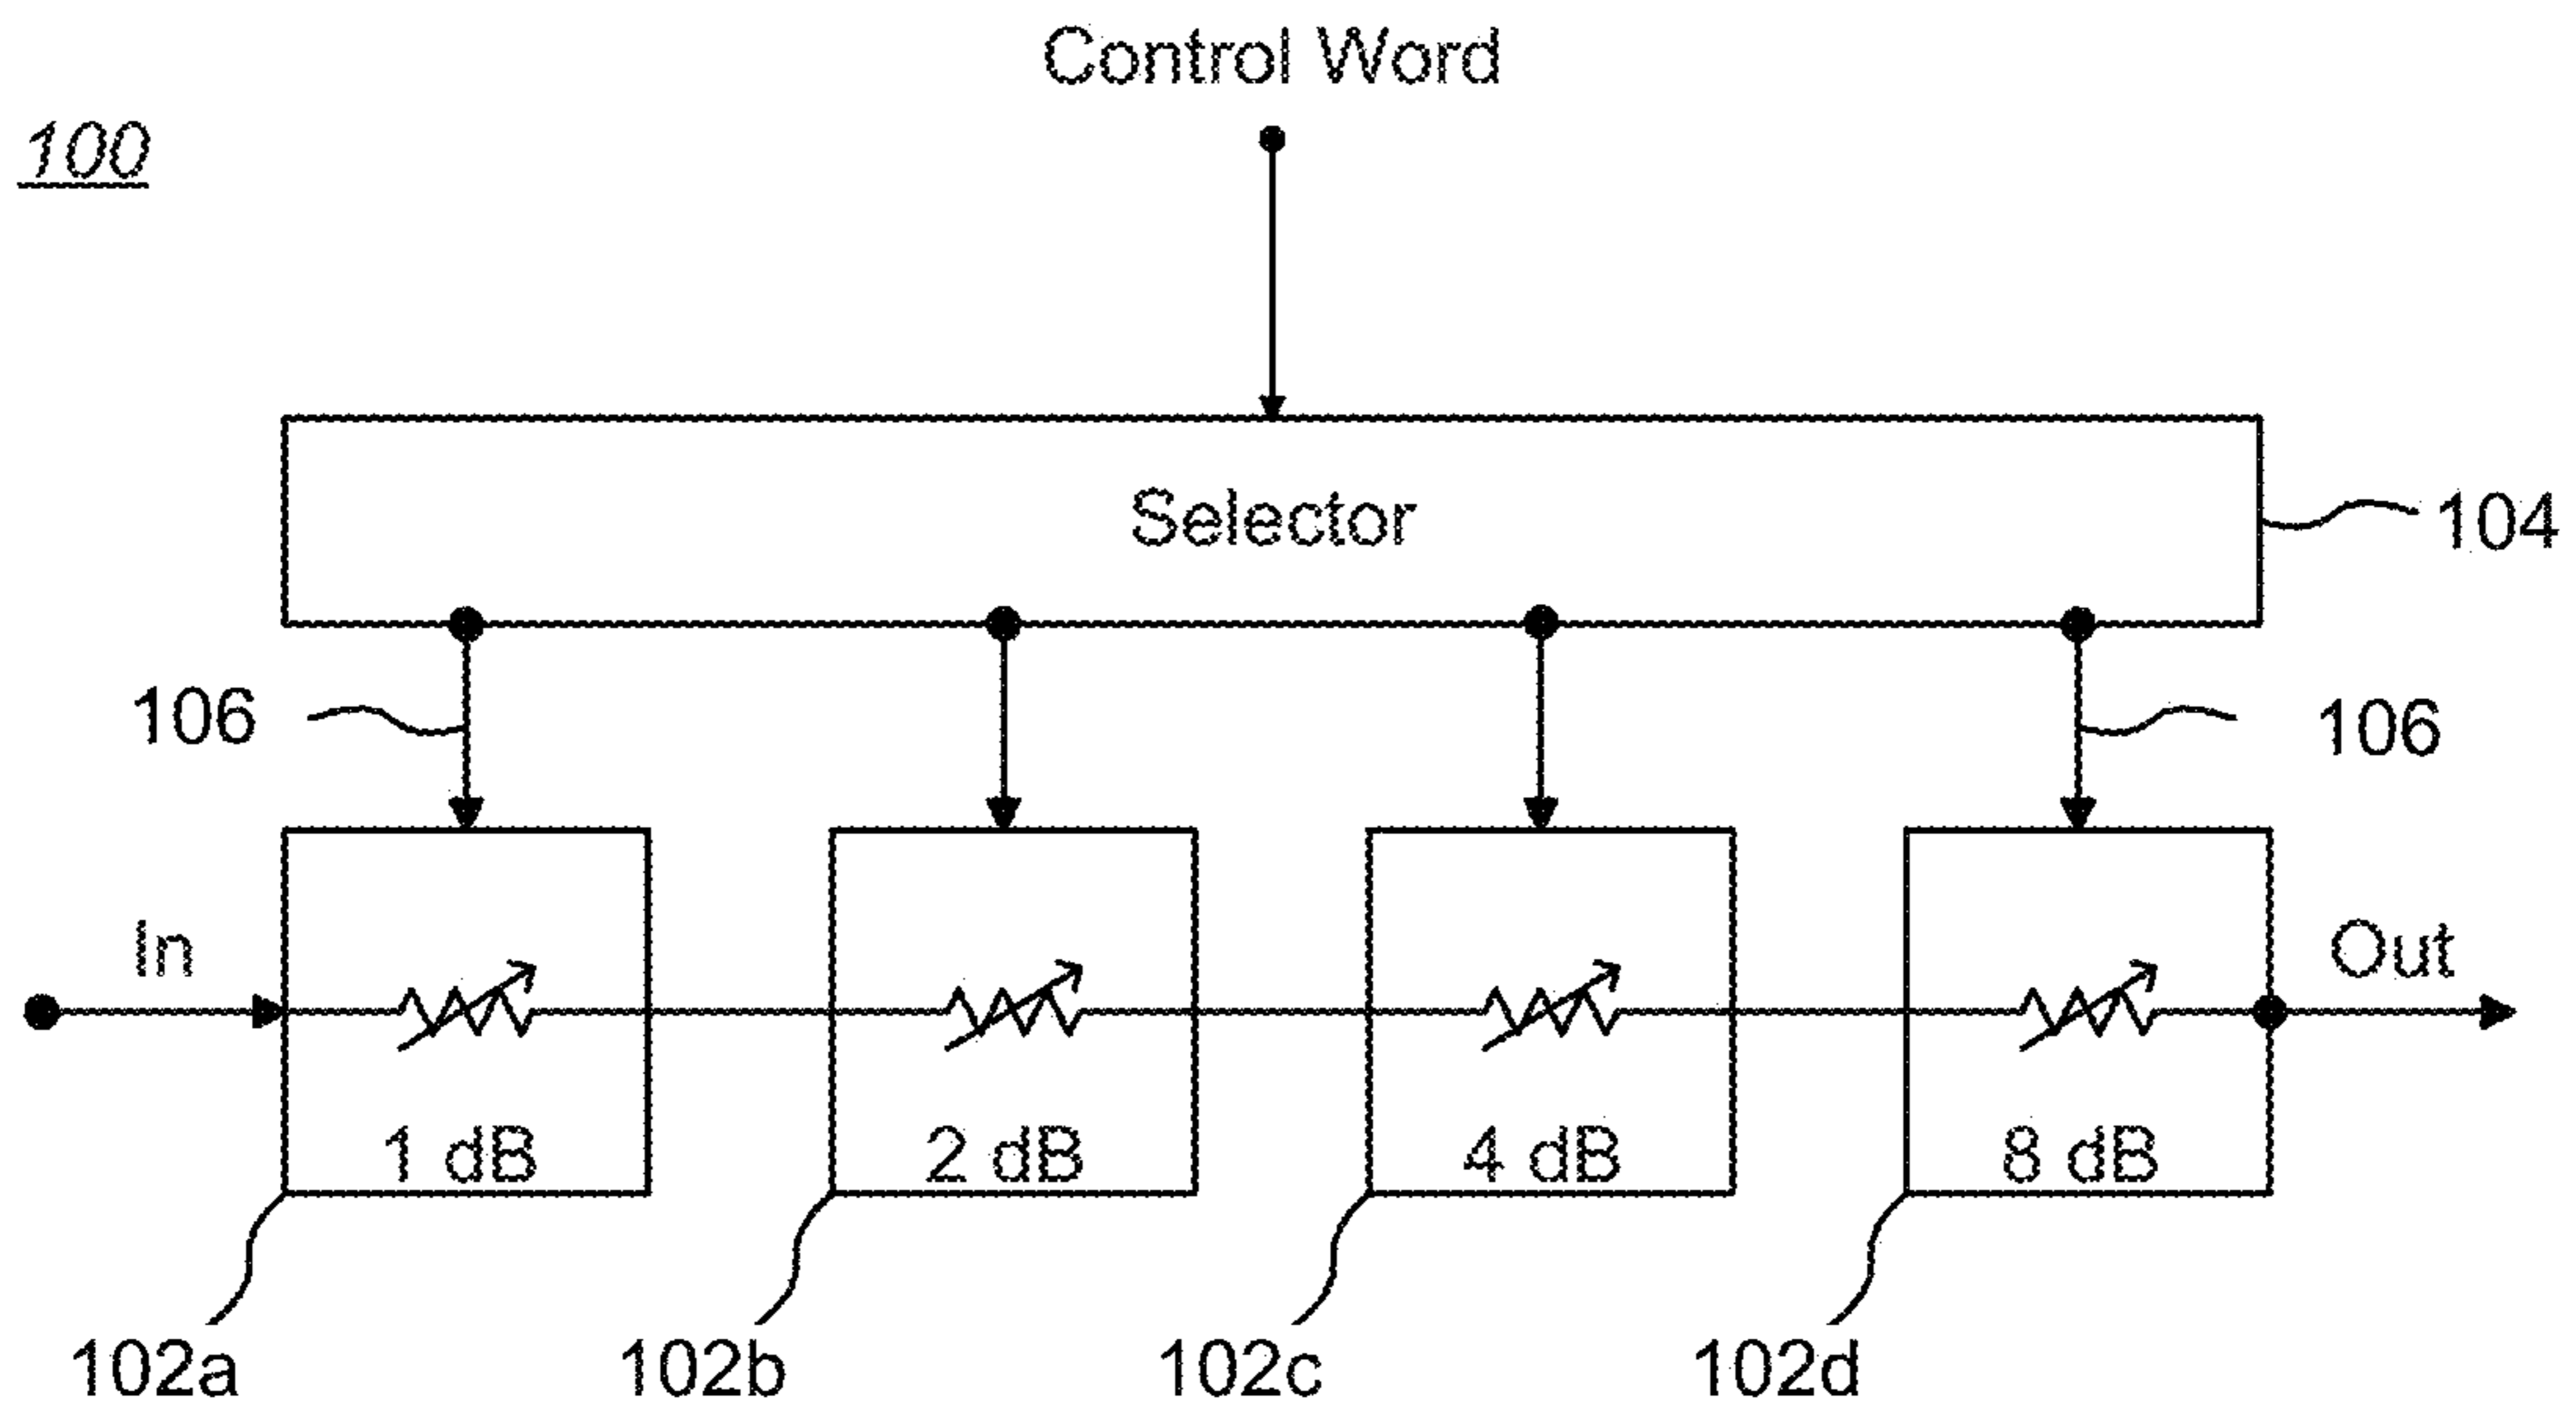 Control Word
100
Selector
104
106
106
In
Out
1 dB
2 dB
4 dB
8 dB
102a
102b
102c
102d